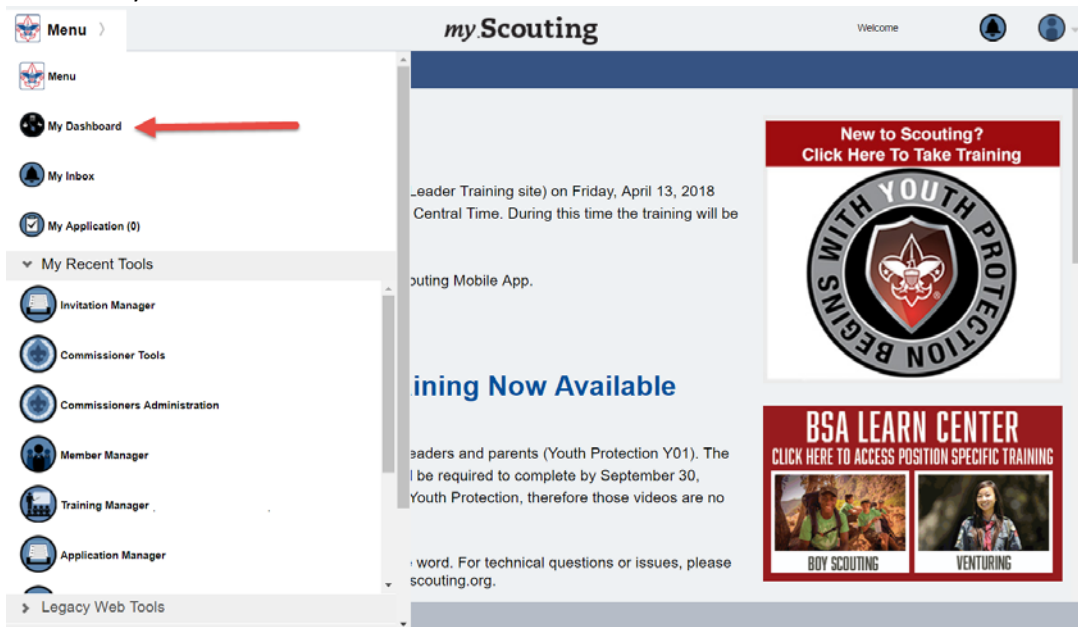 Menu
my.Scouting
Welcome
Menu
My Dashboard
My Inbox
My Application (0)
My Recent Tools
Invitation Manager
Commissioner Tools
Commissioners Administration
Member Manager
Training Manager
Application Manager
Legacy Web Tools
Leader Training site) on Friday, April 13, 2018
Central Time. During this time the training will be
outing Mobile App.
ining Now Available
eaders and parents (Youth Protection Y01). The
be required to complete by September 30,
Youth Protection, therefore those videos are no
word. For technical questions or issues, please
scouting.org.
New to Scouting?
Click Here To Take Training
YOUTH PROTECTION BEGINS WITH YOU
BSA LEARN CENTER
CLICK HERE TO ACCESS POSITION SPECIFIC TRAINING
BOY SCOUTING
VENTURING